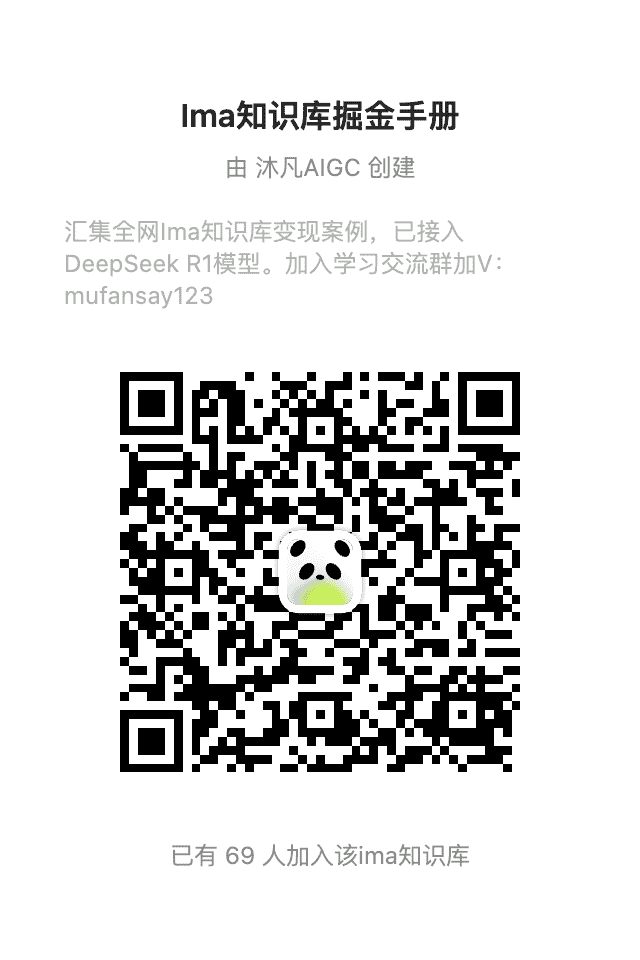 Ima知识库掘金手册
由 沐凡AIGC 创建
汇集全网Ima知识库变现案例，已接入
DeepSeek R1模型。加入学习交流群加V：
mufansay123
已有 69 人加入该ima知识库